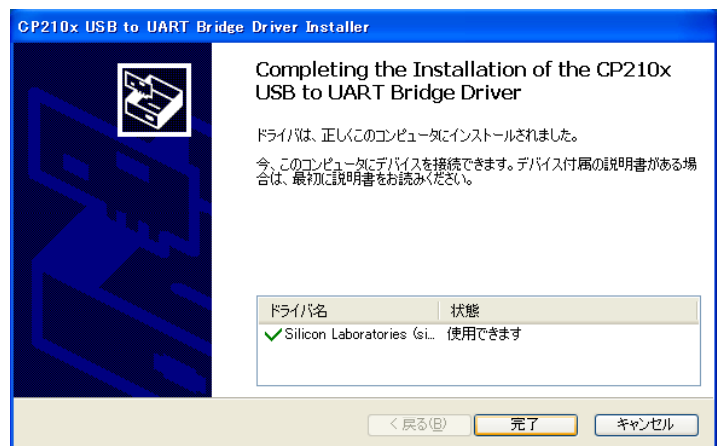 CP210x USB to UART Bridge Driver Installer
Completing the Installation of the CP210x
USB to UART Bridge Driver
ドライバは、正しくこのコンピュータにインストールされました。
今、このコンピュータにデバイスを接続できます。デバイス付属の説明書がある場
合は、最初に説明書をお読みください。
ドライバ名 状態
Silicon Laboratories (si... 使用できます
< 戻る(B) 完了 キャンセル